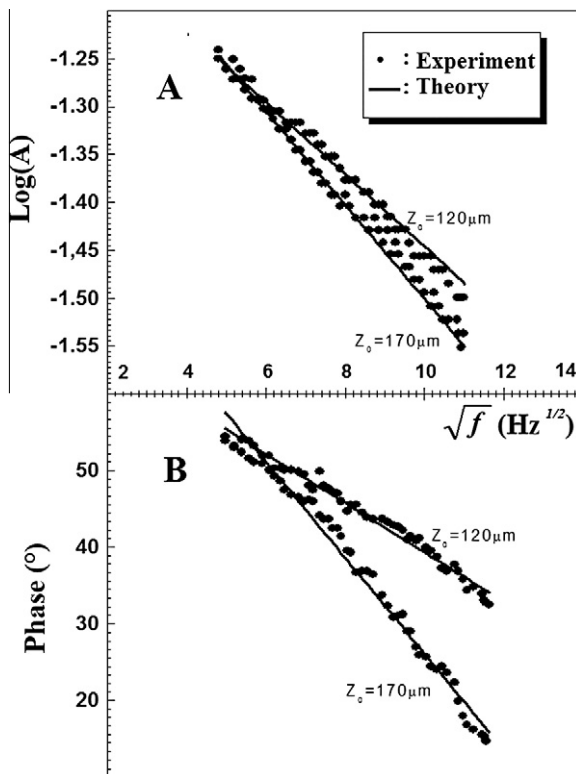 -1.25
-1.30
-1.35
-1.40
-1.45
-1.50
-1.55
Log(A)
A
: Experiment
: Theory
Z₀=120μm
Z₀=170μm
2 4 6 8 10 12 14
√f (Hz^1/2)
50
40
30
20
Phase (°)
B
Z₀=120μm
Z₀=170μm